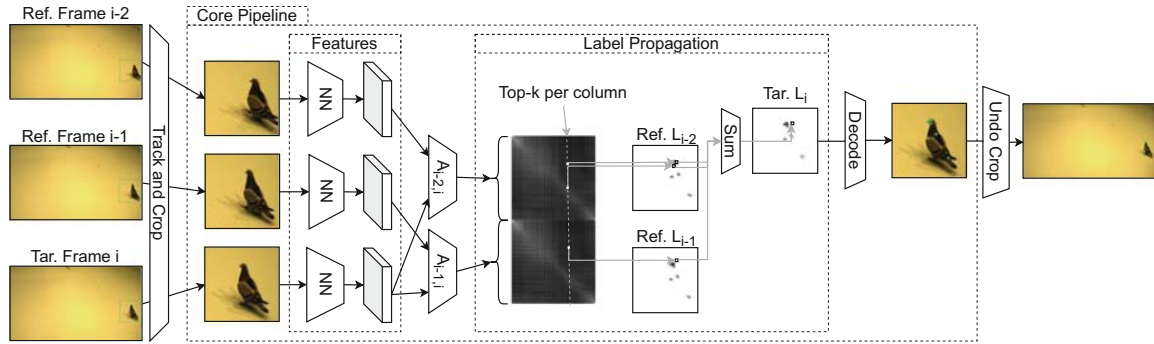 Ref. Frame i-2
Core Pipeline
Features
Label Propagation
Track and Crop
NN
Top-k per column
Tar. Lᵢ
Ref. Frame i-1
A_{i-2,i}
Ref. L_{i-2}
Sum
Decode
Undo Crop
NN
Tar. Frame i
Ref. L_{i-1}
A_{i-1,i}
NN